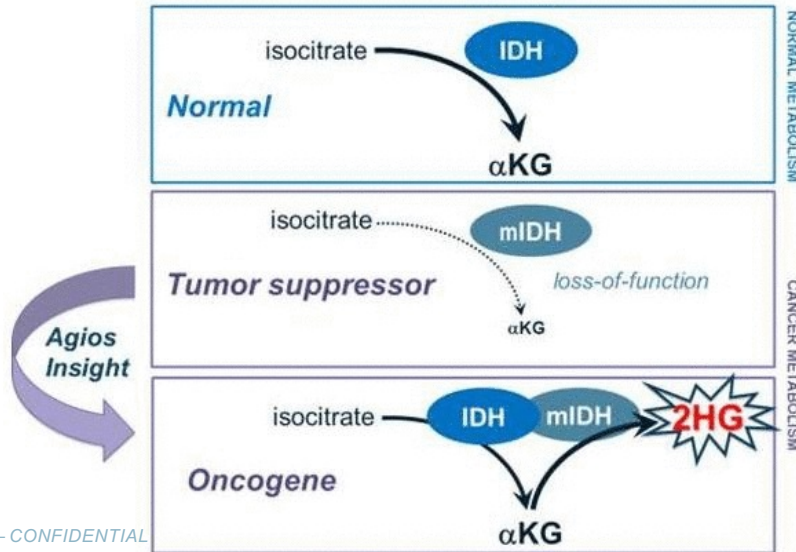 isocitrate
IDH
Normal
αKG
NORMAL METABOLISM
isocitrate
mIDH
Tumor suppressor
loss-of-function
αKG
Agios
Insight
CANCER METABOLISM
isocitrate
IDH
mIDH
2HG
Oncogene
αKG
– CONFIDENTIAL